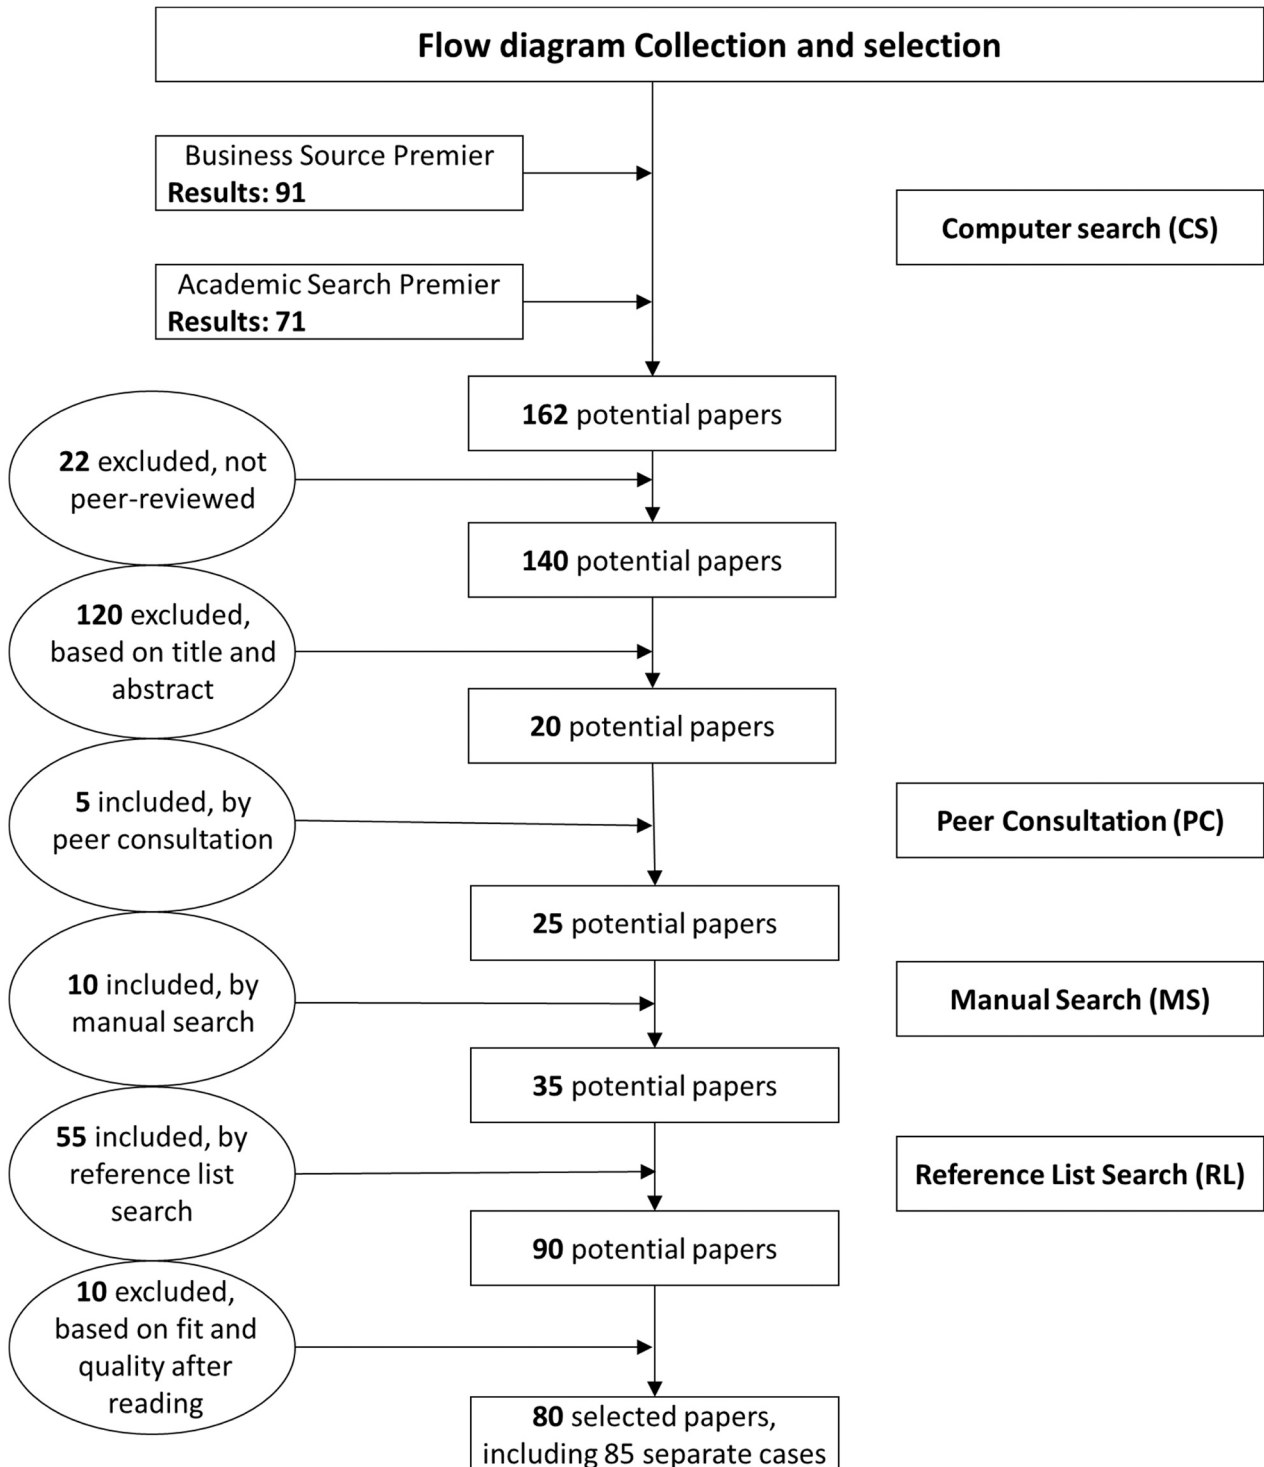 Flow diagram Collection and selection
Business Source Premier
Results: 91
Computer search (CS)
Academic Search Premier
Results: 71
162 potential papers
22 excluded, not
peer-reviewed
140 potential papers
120 excluded,
based on title and
abstract
20 potential papers
5 included, by
peer consultation
Peer Consultation (PC)
25 potential papers
10 included, by
manual search
Manual Search (MS)
35 potential papers
55 included, by
reference list
search
Reference List Search (RL)
90 potential papers
10 excluded,
based on fit and
quality after
reading
80 selected papers,
including 85 separate cases